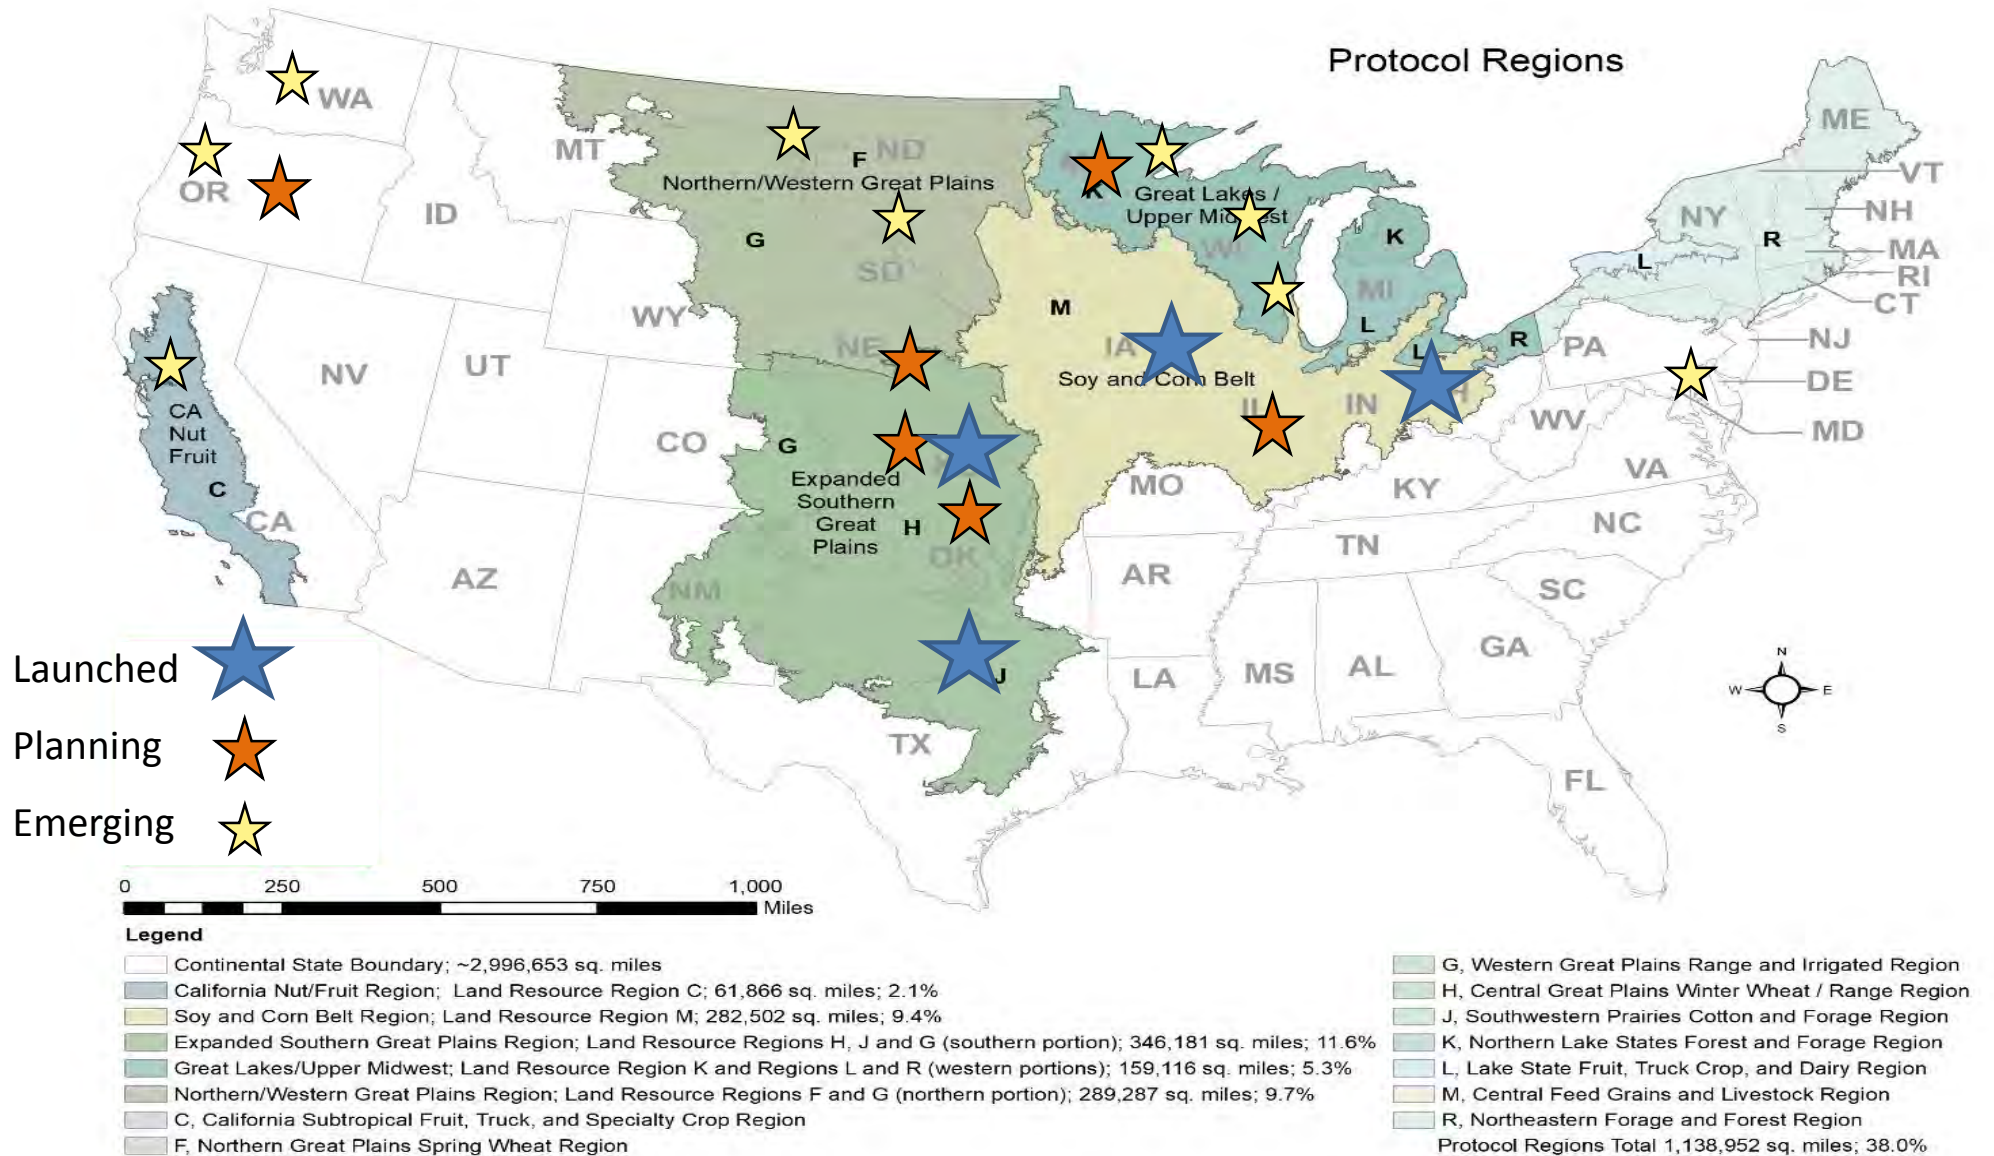 Protocol Regions
WA
OR
MT
ID
WY
NV
UT
CO
CA
AZ
NM
ND
SD
NE
OK
TX
IA
WI
MI
IL
IN
MO
AR
LA
MS
AL
TN
KY
GA
FL
SC
NC
VA
WV
PA
NY
ME
VT
NH
MA
RI
CT
NJ
DE
MD
F
Northern/Western Great Plains
G
K
Great Lakes /
Upper Midwest
K
L
L
R
L
R
M
Soy and Corn Belt
CA
Nut
Fruit
C
G
Expanded
Southern
Great
Plains
H
J
N
W
E
S
Launched
Planning
Emerging
0 250 500 750 1,000
Miles
Legend
Continental State Boundary; ~2,996,653 sq. miles
California Nut/Fruit Region; Land Resource Region C; 61,866 sq. miles; 2.1%
Soy and Corn Belt Region; Land Resource Region M; 282,502 sq. miles; 9.4%
Expanded Southern Great Plains Region; Land Resource Regions H, J and G (southern portion); 346,181 sq. miles; 11.6%
Great Lakes/Upper Midwest; Land Resource Region K and Regions L and R (western portions); 159,116 sq. miles; 5.3%
Northern/Western Great Plains Region; Land Resource Regions F and G (northern portion); 289,287 sq. miles; 9.7%
C, California Subtropical Fruit, Truck, and Specialty Crop Region
F, Northern Great Plains Spring Wheat Region
G, Western Great Plains Range and Irrigated Region
H, Central Great Plains Winter Wheat / Range Region
J, Southwestern Prairies Cotton and Forage Region
K, Northern Lake States Forest and Forage Region
L, Lake State Fruit, Truck Crop, and Dairy Region
M, Central Feed Grains and Livestock Region
R, Northeastern Forage and Forest Region
Protocol Regions Total 1,138,952 sq. miles; 38.0%